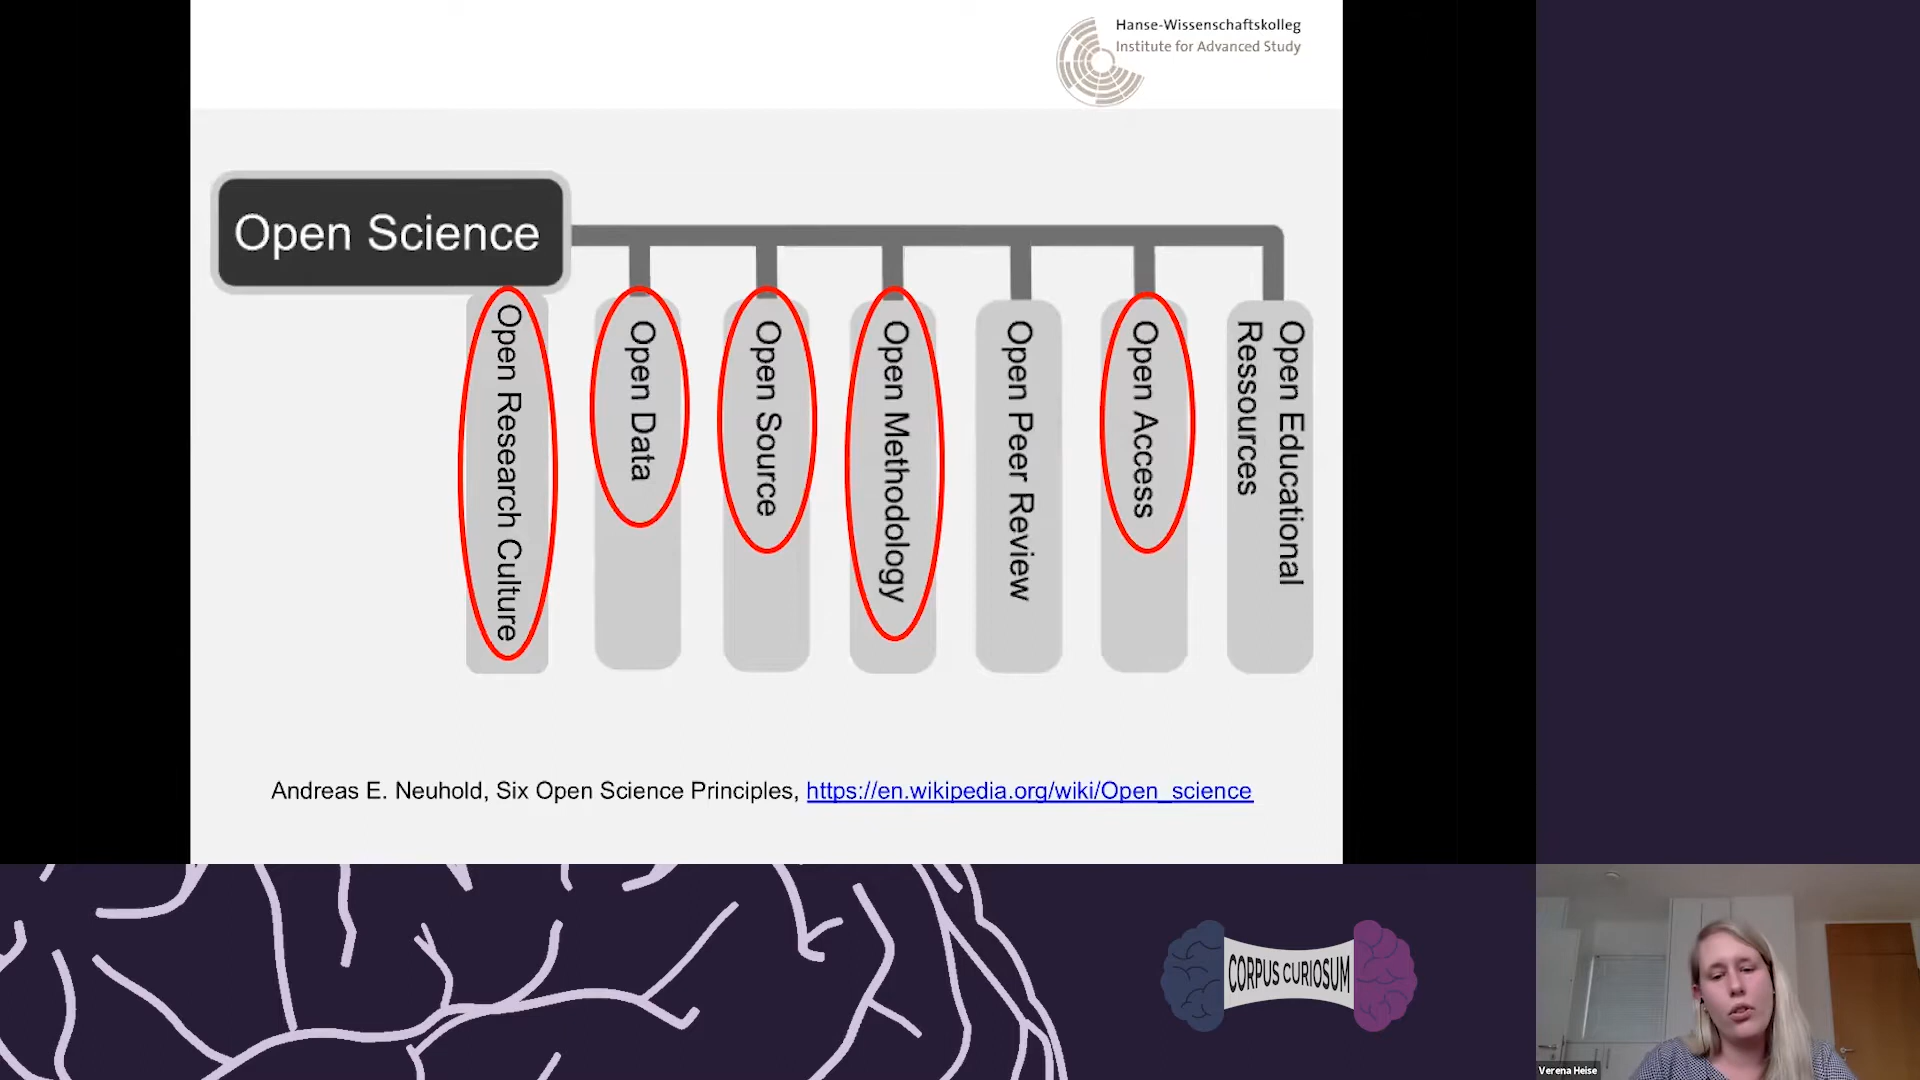 Hanse-Wissenschaftskolleg
Institute for Advanced Study
Open Science
Open Research Culture
Open Data
Open Source
Open Methodology
Open Peer Review
Open Access
Open Educational
Ressources
Andreas E. Neuhold, Six Open Science Principles, https://en.wikipedia.org/wiki/Open_science
CORPUS CURIOSUM
Verena Heise